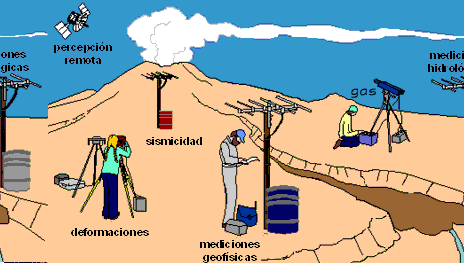 percepción
remota
ones
gicas
medici
hidroló
gas
sismicidad
deformaciones
mediciones
geofísicas